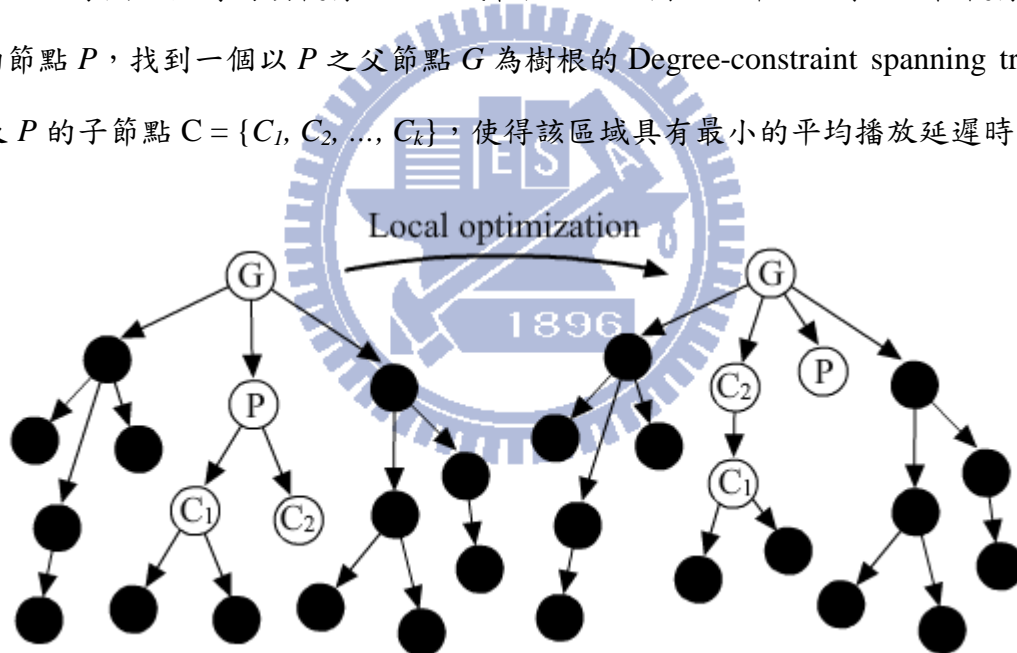 節點 P，找到一個以 P 之父節點 G 為樹根的 Degree-constraint spanning
P 的子節點 C = {C₁, C₂, ..., Cₖ}，使得該區域具有最小的平均播放延遲時
E S A
Local optimization
G G
1896
P C₂ P
C₁ C₂ C₁